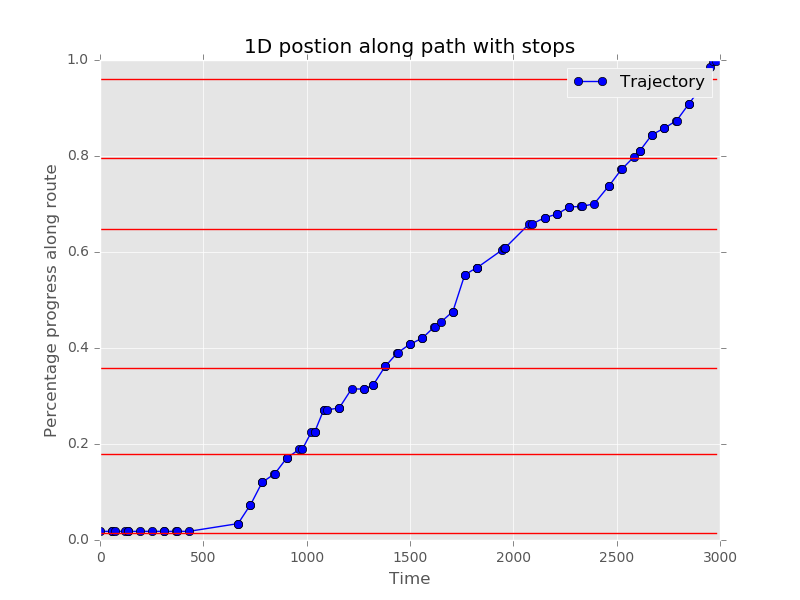 1D postion along path with stops
Trajectory
Percentage progress along route
1.0
0.8
0.6
0.4
0.2
0.0
0 500 1000 1500 2000 2500 3000
Time